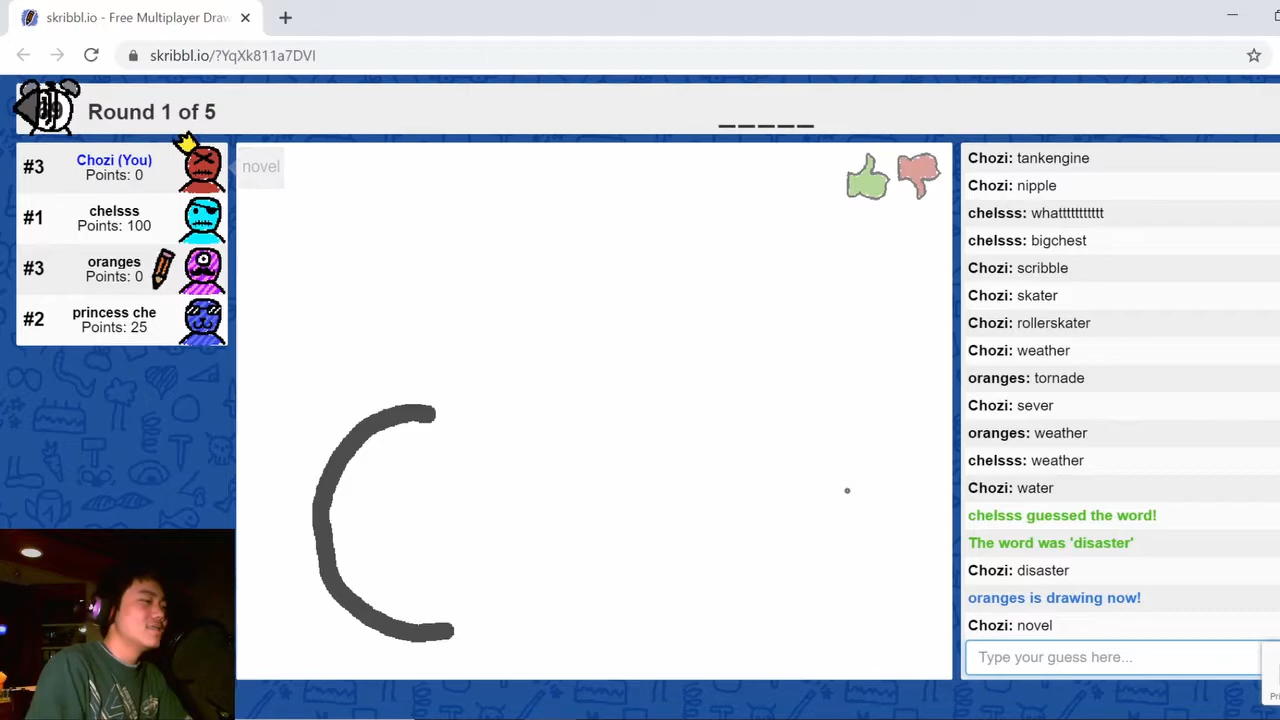 skribbl.io - Free Multiplayer Draw
skribbl.io/?YqXk811a7DVI
Round 1 of 5
_____
#3 Chozi (You)
Points: 0
#1 chelsss
Points: 100
#3 oranges
Points: 0
#2 princess che
Points: 25
novel
Chozi: tankengine
Chozi: nipple
chelsss: whatttttttttt
chelsss: bigchest
Chozi: scribble
Chozi: skater
Chozi: rollerskater
Chozi: weather
oranges: tornade
Chozi: sever
oranges: weather
chelsss: weather
Chozi: water
chelsss guessed the word!
The word was 'disaster'
Chozi: disaster
oranges is drawing now!
Chozi: novel
Type your guess here...